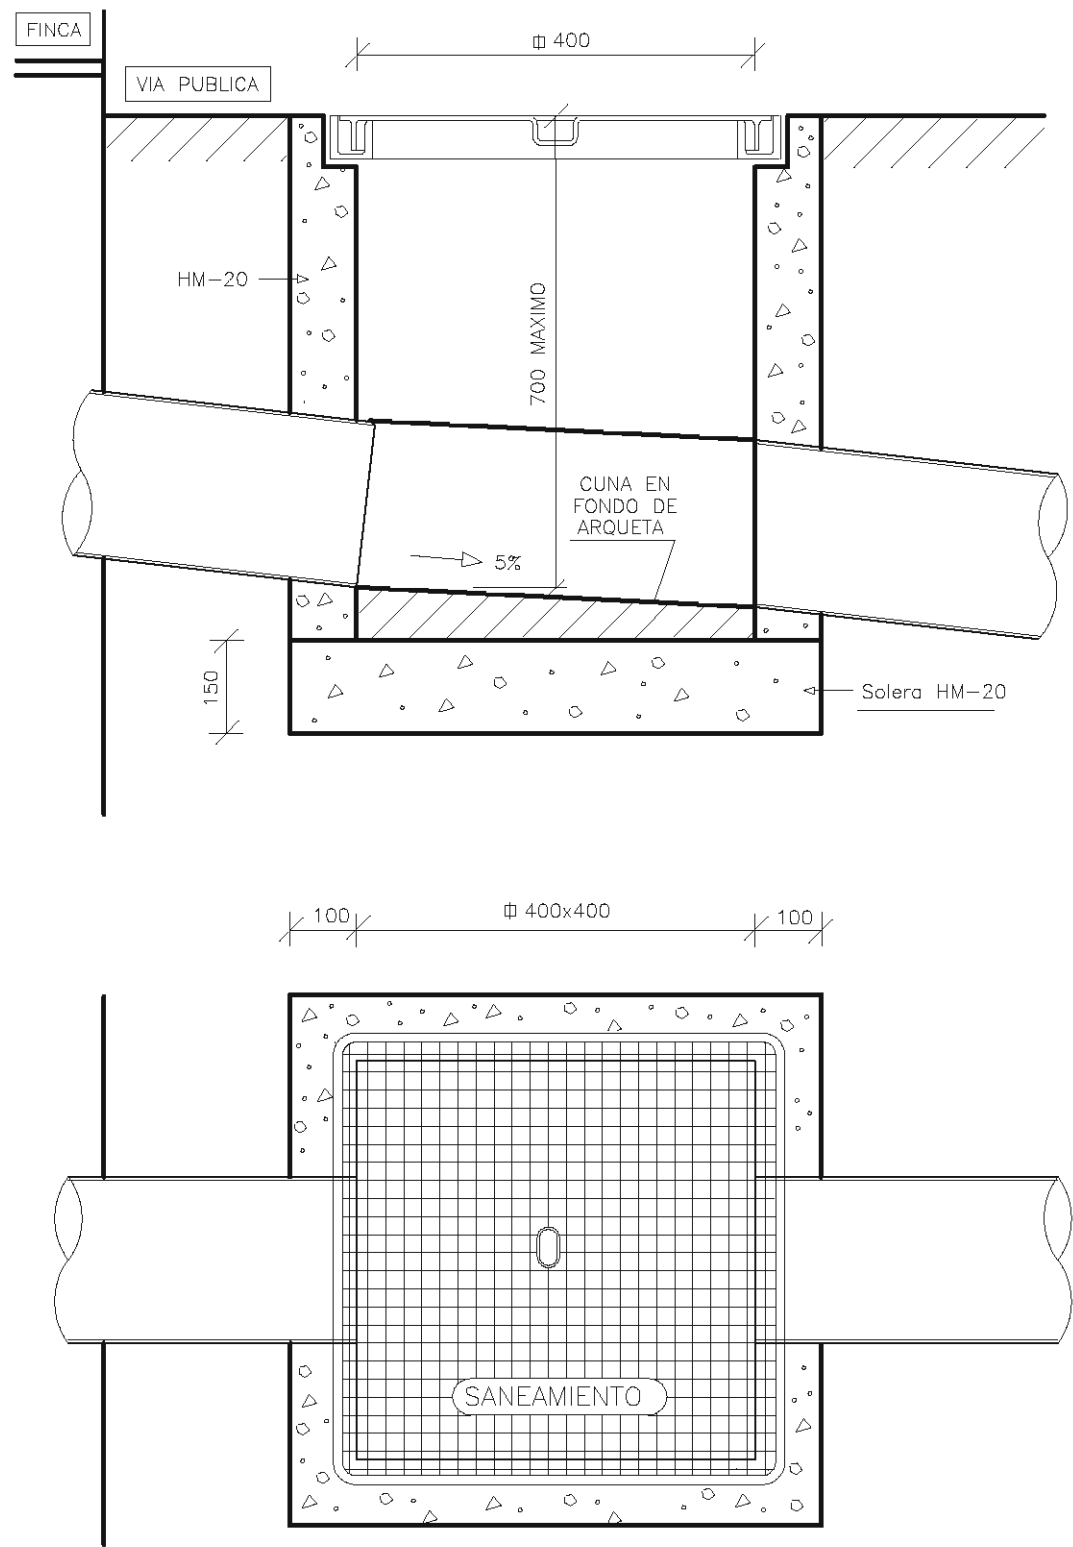 FINCA
VIA PUBLICA
⌀ 400
HM-20
700 MAXIMO
CUNA EN
FONDO DE
ARQUETA
5%
150
Solera HM-20
100
⌀ 400x400
100
SANEAMIENTO